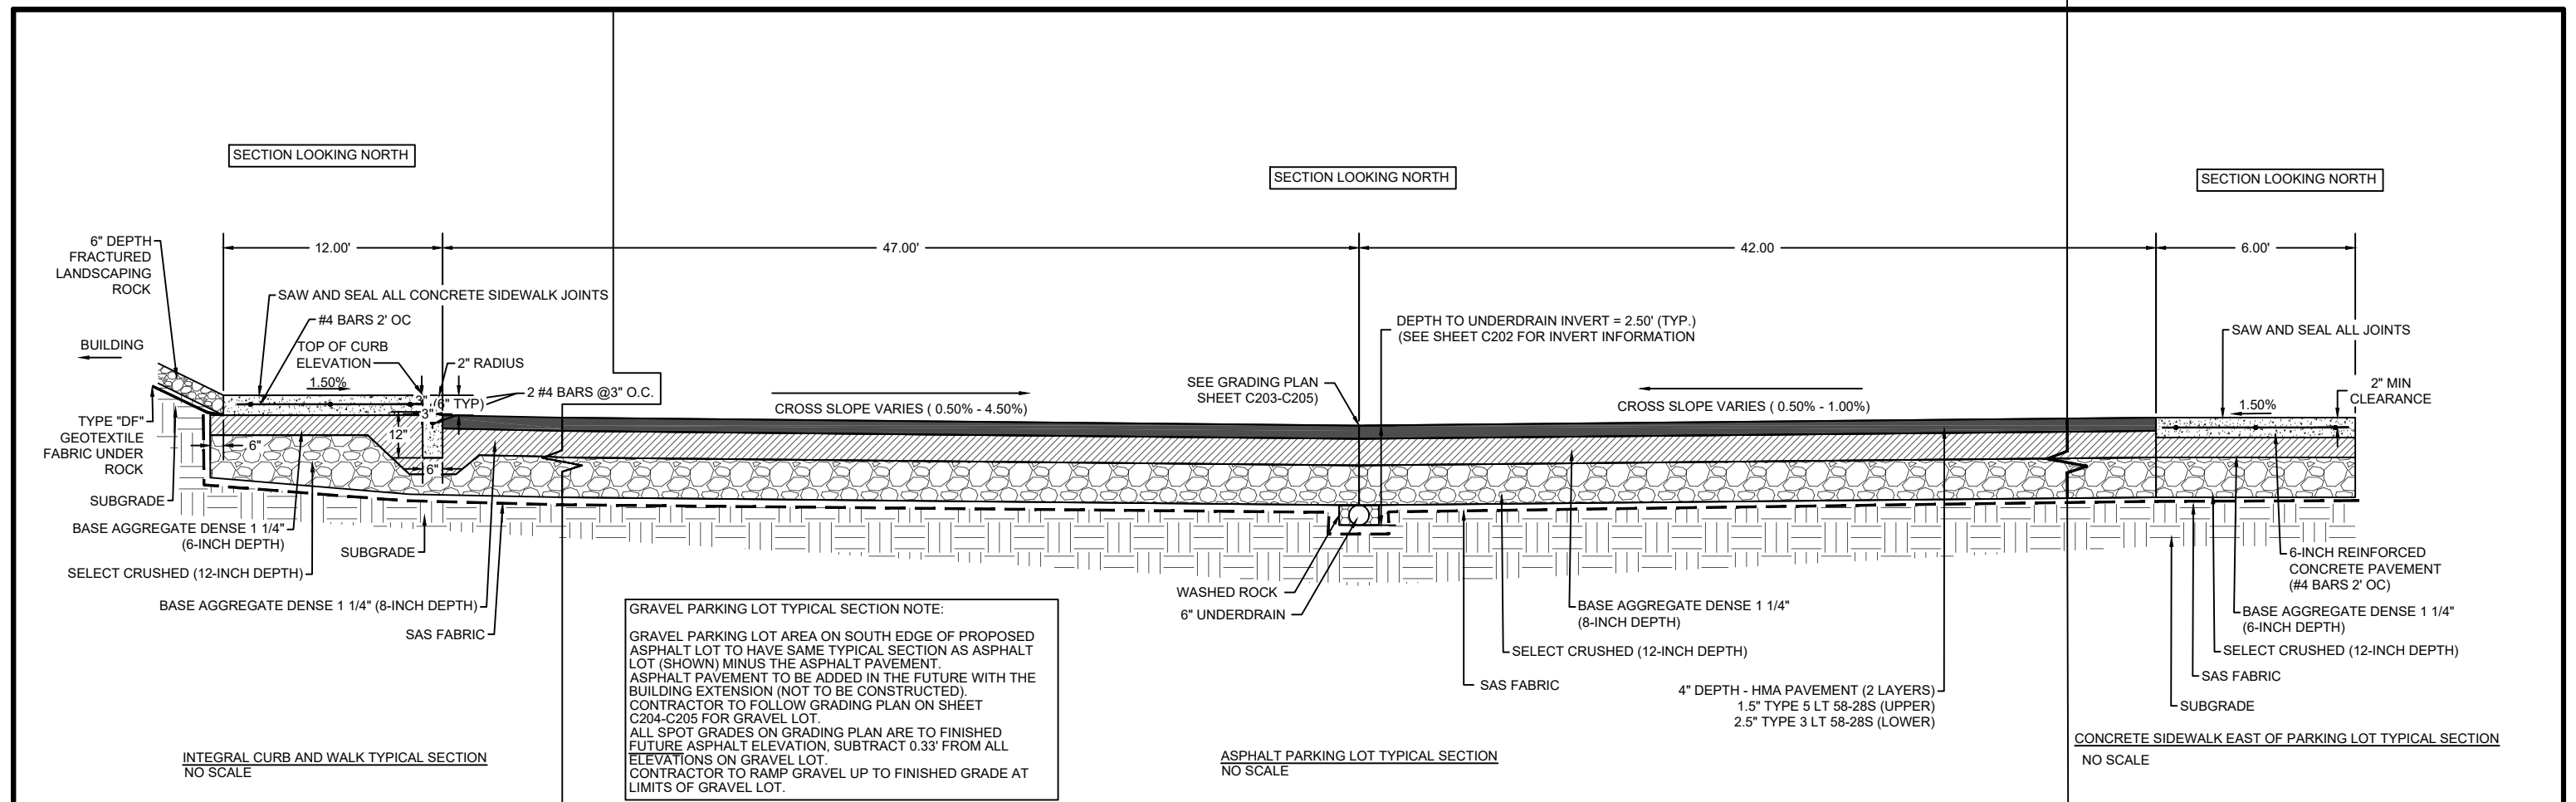 SECTION LOOKING NORTH
SECTION LOOKING NORTH
SECTION LOOKING NORTH
12.00'
47.00'
42.00
6.00'
6" DEPTH
FRACTURED
LANDSCAPING
ROCK
SAW AND SEAL ALL CONCRETE SIDEWALK JOINTS
#4 BARS 2' OC
TOP OF CURB
ELEVATION
2" RADIUS
BUILDING
1.50%
3"
(6" TYP)
3"
2 #4 BARS @3" O.C.
12"
6"
6"
TYPE "DF"
GEOTEXTILE
FABRIC UNDER
ROCK
SUBGRADE
BASE AGGREGATE DENSE 1 1/4"
(6-INCH DEPTH)
SUBGRADE
SELECT CRUSHED (12-INCH DEPTH)
BASE AGGREGATE DENSE 1 1/4" (8-INCH DEPTH)
SAS FABRIC
INTEGRAL CURB AND WALK TYPICAL SECTION
NO SCALE
CROSS SLOPE VARIES ( 0.50% - 4.50%)
SEE GRADING PLAN
SHEET C203-C205)
DEPTH TO UNDERDRAIN INVERT = 2.50' (TYP.)
(SEE SHEET C202 FOR INVERT INFORMATION
CROSS SLOPE VARIES ( 0.50% - 1.00%)
WASHED ROCK
6" UNDERDRAIN
BASE AGGREGATE DENSE 1 1/4"
(8-INCH DEPTH)
SELECT CRUSHED (12-INCH DEPTH)
SAS FABRIC
4" DEPTH - HMA PAVEMENT (2 LAYERS)
1.5" TYPE 5 LT 58-28S (UPPER)
2.5" TYPE 3 LT 58-28S (LOWER)
GRAVEL PARKING LOT TYPICAL SECTION NOTE:
GRAVEL PARKING LOT AREA ON SOUTH EDGE OF PROPOSED
ASPHALT LOT TO HAVE SAME TYPICAL SECTION AS ASPHALT
LOT (SHOWN) MINUS THE ASPHALT PAVEMENT.
ASPHALT PAVEMENT TO BE ADDED IN THE FUTURE WITH THE
BUILDING EXTENSION (NOT TO BE CONSTRUCTED).
CONTRACTOR TO FOLLOW GRADING PLAN ON SHEET
C204-C205 FOR GRAVEL LOT.
ALL SPOT GRADES ON GRADING PLAN ARE TO FINISHED
FUTURE ASPHALT ELEVATION, SUBTRACT 0.33' FROM ALL
ELEVATIONS ON GRAVEL LOT.
CONTRACTOR TO RAMP GRAVEL UP TO FINISHED GRADE AT
LIMITS OF GRAVEL LOT.
ASPHALT PARKING LOT TYPICAL SECTION
NO SCALE
SAW AND SEAL ALL JOINTS
2" MIN
CLEARANCE
1.50%
6-INCH REINFORCED
CONCRETE PAVEMENT
(#4 BARS 2' OC)
BASE AGGREGATE DENSE 1 1/4"
(6-INCH DEPTH)
SELECT CRUSHED (12-INCH DEPTH)
SAS FABRIC
SUBGRADE
CONCRETE SIDEWALK EAST OF PARKING LOT TYPICAL SECTION
NO SCALE